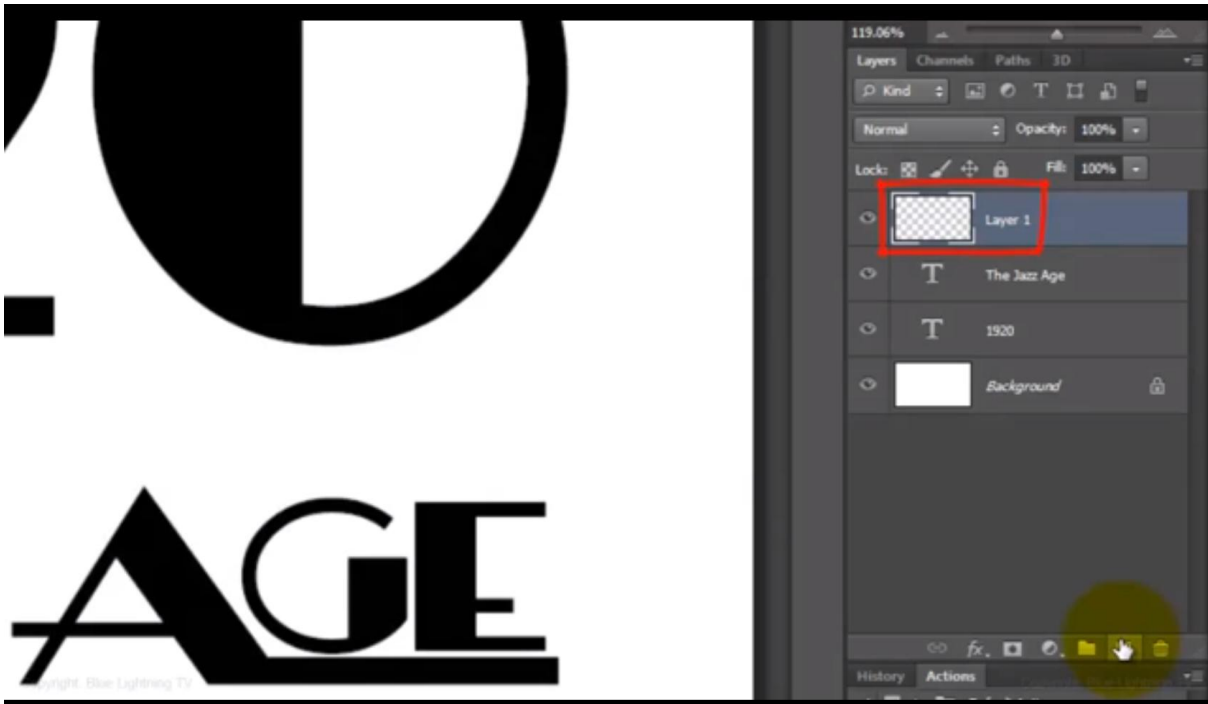 119.06%
Layers Channels Paths 3D
Kind T
Normal Opacity: 100%
Lock: Fill: 100%
Layer 1
T The Jazz Age
T 1920
Background
AGE
fx.
Copyright: Blue Lightning TV
History Actions